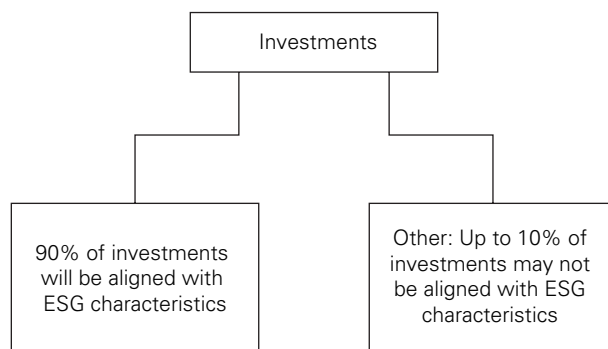 Investments
90% of investments
will be aligned with
ESG characteristics
Other: Up to 10% of
investments may not
be aligned with ESG
characteristics